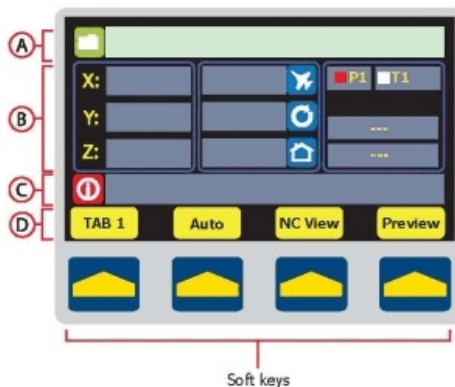 A
B
C
D
X:
Y:
Z:
P1 T1
---
---
TAB 1 Auto NC View Preview
Soft keys